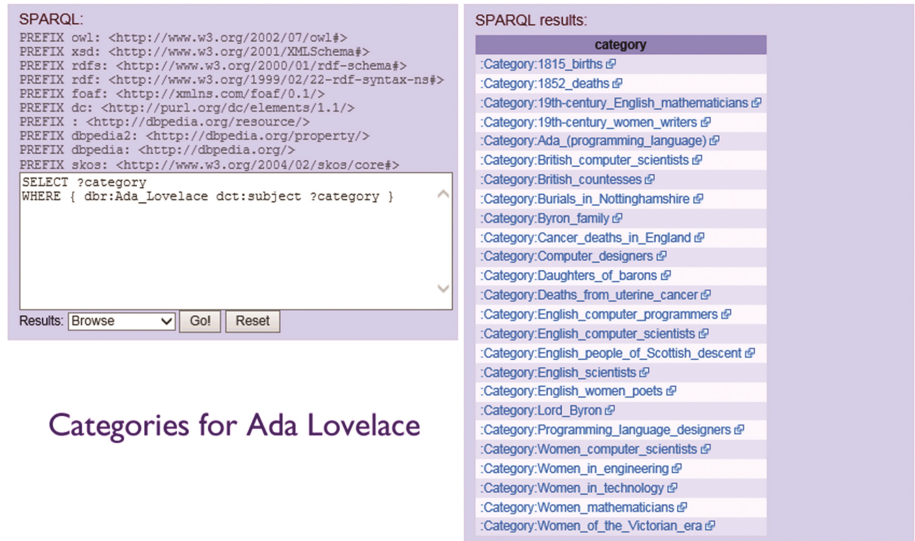 SPARQL:
PREFIX owl: <http://www.w3.org/2002/07/owl#>
PREFIX xsd: <http://www.w3.org/2001/XMLSchema#>
PREFIX rdfs: <http://www.w3.org/2000/01/rdf-schema#>
PREFIX rdf: <http://www.w3.org/1999/02/22-rdf-syntax-ns#>
PREFIX foaf: <http://xmlns.com/foaf/0.1/>
PREFIX dc: <http://purl.org/dc/elements/1.1/>
PREFIX : <http://dbpedia.org/resource/>
PREFIX dbpedia2: <http://dbpedia.org/property/>
PREFIX dbpedia: <http://dbpedia.org/>
PREFIX skos: <http://www.w3.org/2004/02/skos/core#>
SELECT ?category
WHERE { dbr:Ada_Lovelace dct:subject ?category }
Results: Browse Go! Reset
Categories for Ada Lovelace
SPARQL results:
category
:Category:1815_births
:Category:1852_deaths
:Category:19th-century_English_mathematicians
:Category:19th-century_women_writers
:Category:Ada_(programming_language)
:Category:British_computer_scientists
:Category:British_countesses
:Category:Burials_in_Nottinghamshire
:Category:Byron_family
:Category:Cancer_deaths_in_England
:Category:Computer_designers
:Category:Daughters_of_barons
:Category:Deaths_from_uterine_cancer
:Category:English_computer_programmers
:Category:English_computer_scientists
:Category:English_people_of_Scottish_descent
:Category:English_scientists
:Category:English_women_poets
:Category:Lord_Byron
:Category:Programming_language_designers
:Category:Women_computer_scientists
:Category:Women_in_engineering
:Category:Women_in_technology
:Category:Women_mathematicians
:Category:Women_of_the_Victorian_era